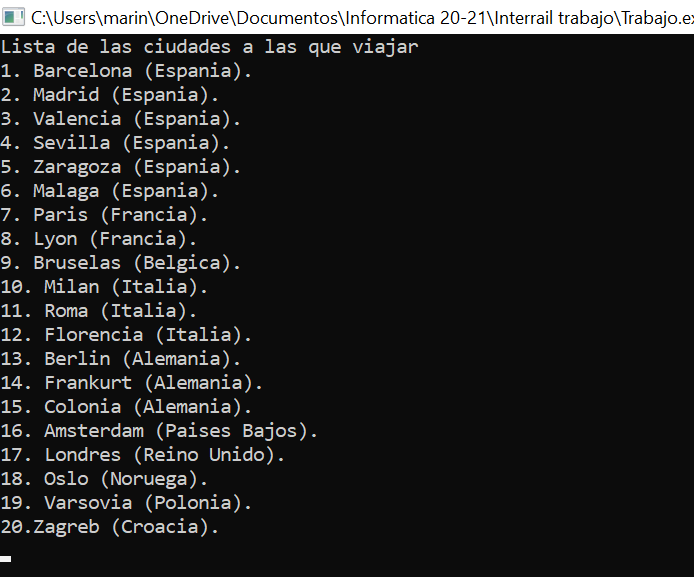 C:\Users\marin\OneDrive\Documentos\Informatica 20-21\Interrail trabajo\Trabajo.ex
Lista de las ciudades a las que viajar
1. Barcelona (Espania).
2. Madrid (Espania).
3. Valencia (Espania).
4. Sevilla (Espania).
5. Zaragoza (Espania).
6. Malaga (Espania).
7. Paris (Francia).
8. Lyon (Francia).
9. Bruselas (Belgica).
10. Milan (Italia).
11. Roma (Italia).
12. Florencia (Italia).
13. Berlin (Alemania).
14. Frankurt (Alemania).
15. Colonia (Alemania).
16. Amsterdam (Paises Bajos).
17. Londres (Reino Unido).
18. Oslo (Noruega).
19. Varsovia (Polonia).
20.Zagreb (Croacia).